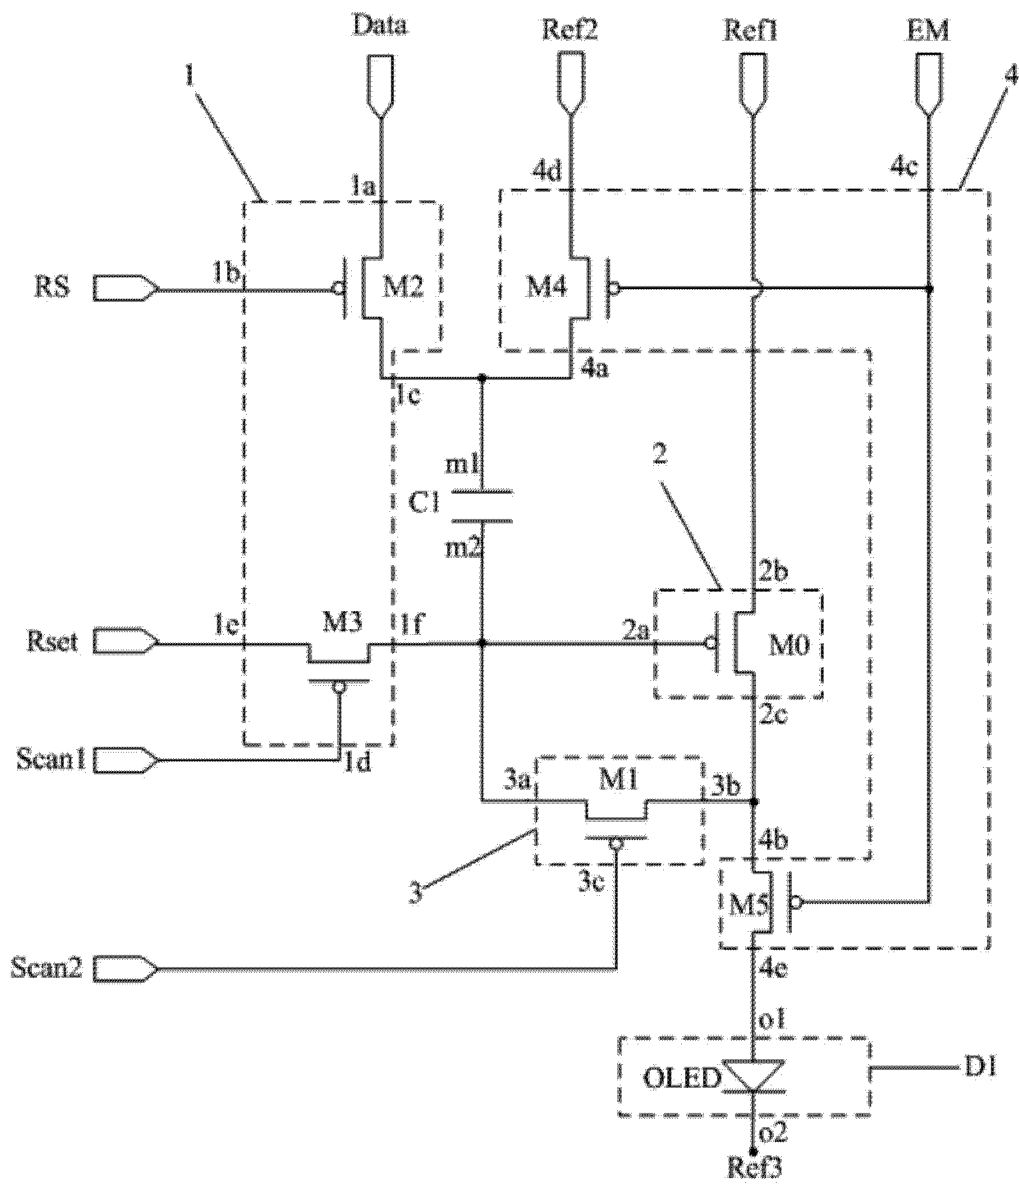 Data
Ref2
Ref1
EM
1
4
1a
4d
4c
RS
1b
M2
M4
1c
4a
m1
C1
m2
2
2b
Rset
1e
M3
1f
2a
M0
2c
Scan1
1d
3a
M1
3b
4b
3
3c
M5
Scan2
4e
o1
OLED
D1
o2
Ref3